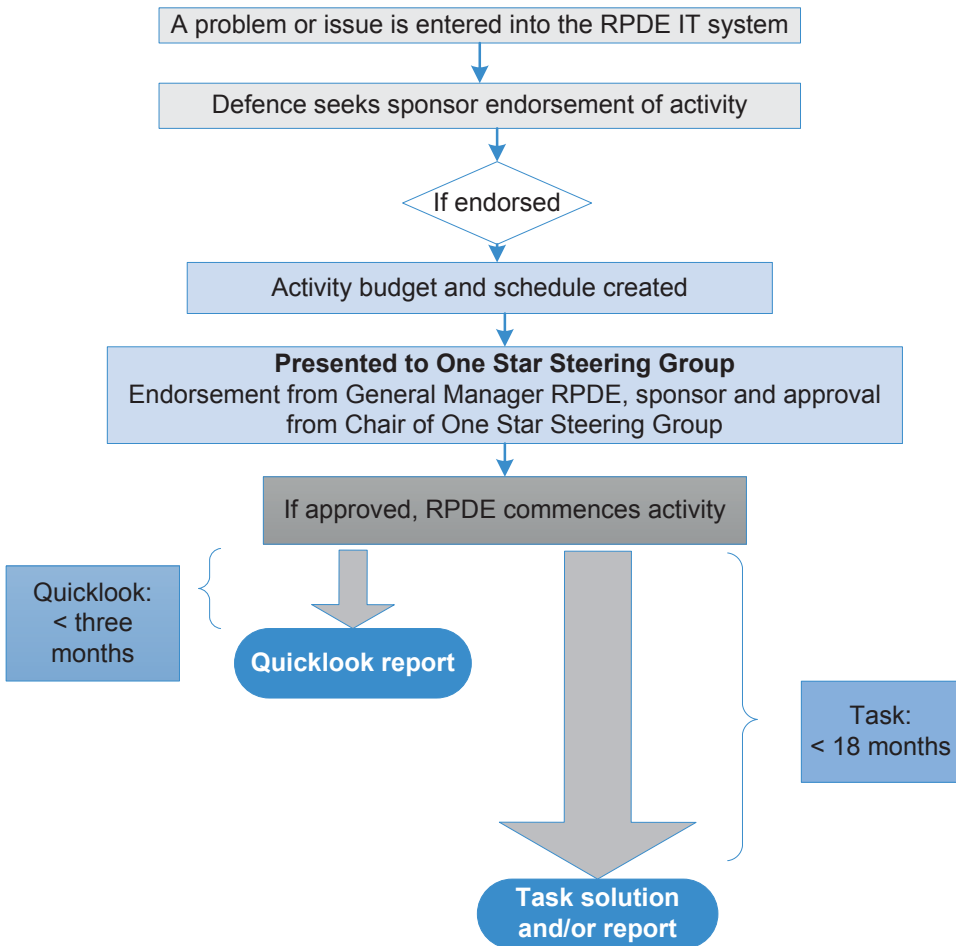 A problem or issue is entered into the RPDE IT system
Defence seeks sponsor endorsement of activity
If endorsed
Activity budget and schedule created
Presented to One Star Steering Group
Endorsement from General Manager RPDE, sponsor and approval
from Chair of One Star Steering Group
If approved, RPDE commences activity
Quicklook:
< three
months
Quicklook report
Task:
< 18 months
Task solution
and/or report